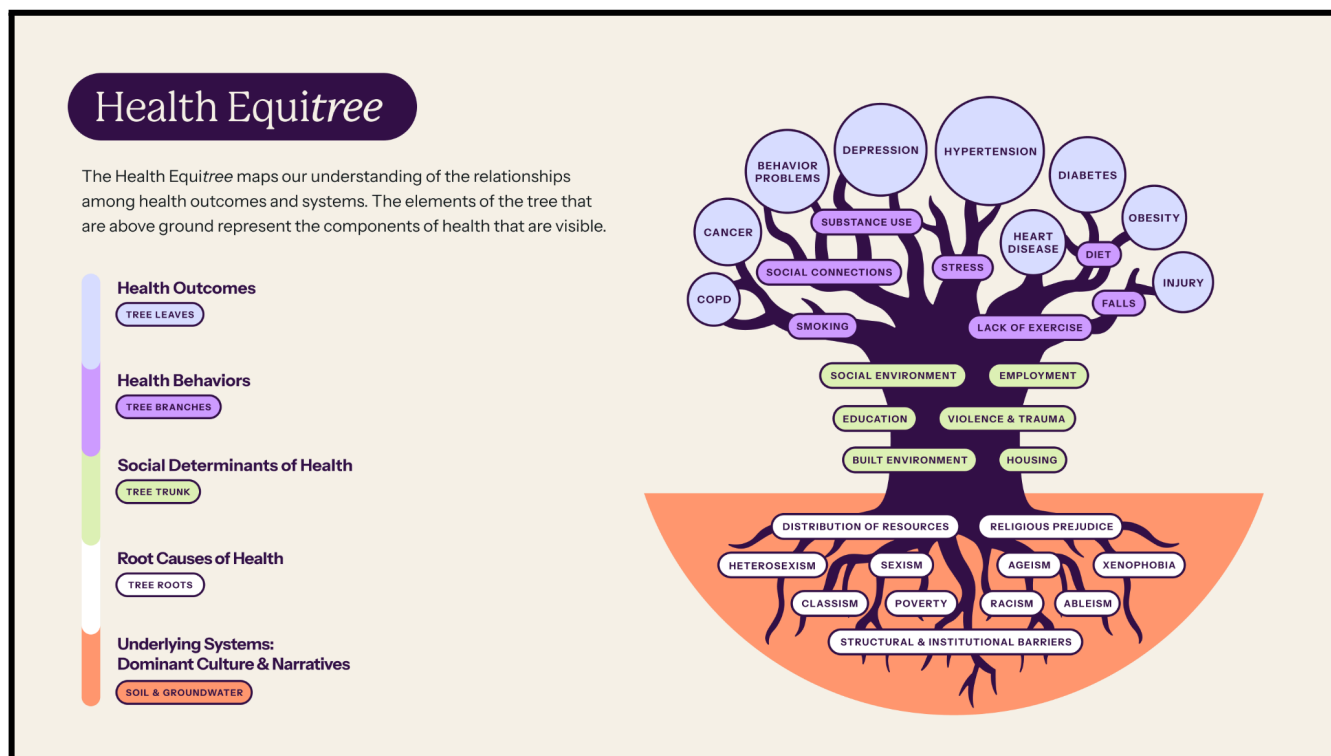 Health Equitree
The Health Equitree maps our understanding of the relationships
among health outcomes and systems. The elements of the tree that
are above ground represent the components of health that are visible.
Health Outcomes
TREE LEAVES
Health Behaviors
TREE BRANCHES
Social Determinants of Health
TREE TRUNK
Root Causes of Health
TREE ROOTS
Underlying Systems:
Dominant Culture & Narratives
SOIL & GROUNDWATER
HYPERTENSION
DEPRESSION
BEHAVIOR
PROBLEMS
DIABETES
OBESITY
CANCER
HEART
DISEASE
INJURY
COPD
SUBSTANCE USE
SOCIAL CONNECTIONS
STRESS
DIET
FALLS
SMOKING
LACK OF EXERCISE
SOCIAL ENVIRONMENT
EMPLOYMENT
EDUCATION
VIOLENCE & TRAUMA
BUILT ENVIRONMENT
HOUSING
DISTRIBUTION OF RESOURCES
RELIGIOUS PREJUDICE
HETEROSEXISM
SEXISM
AGEISM
XENOPHOBIA
CLASSISM
POVERTY
RACISM
ABLEISM
STRUCTURAL & INSTITUTIONAL BARRIERS